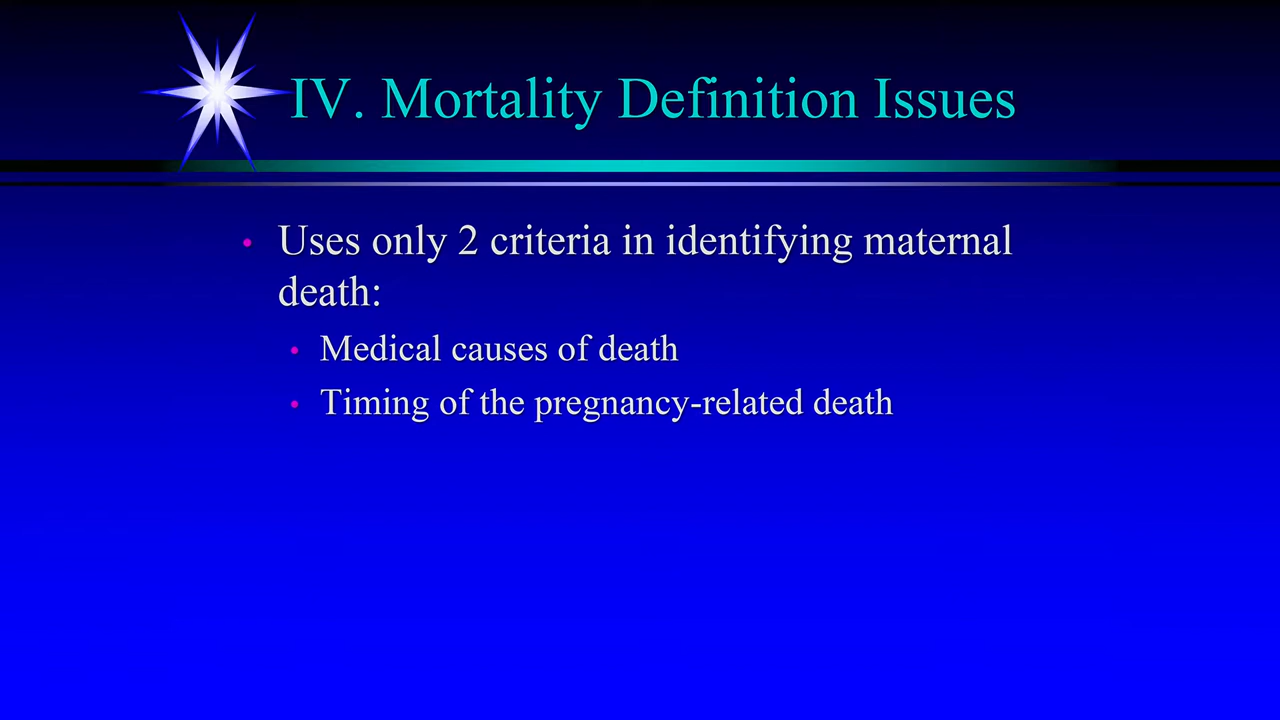 IV. Mortality Definition Issues
• Uses only 2 criteria in identifying maternal
death:
• Medical causes of death
• Timing of the pregnancy-related death